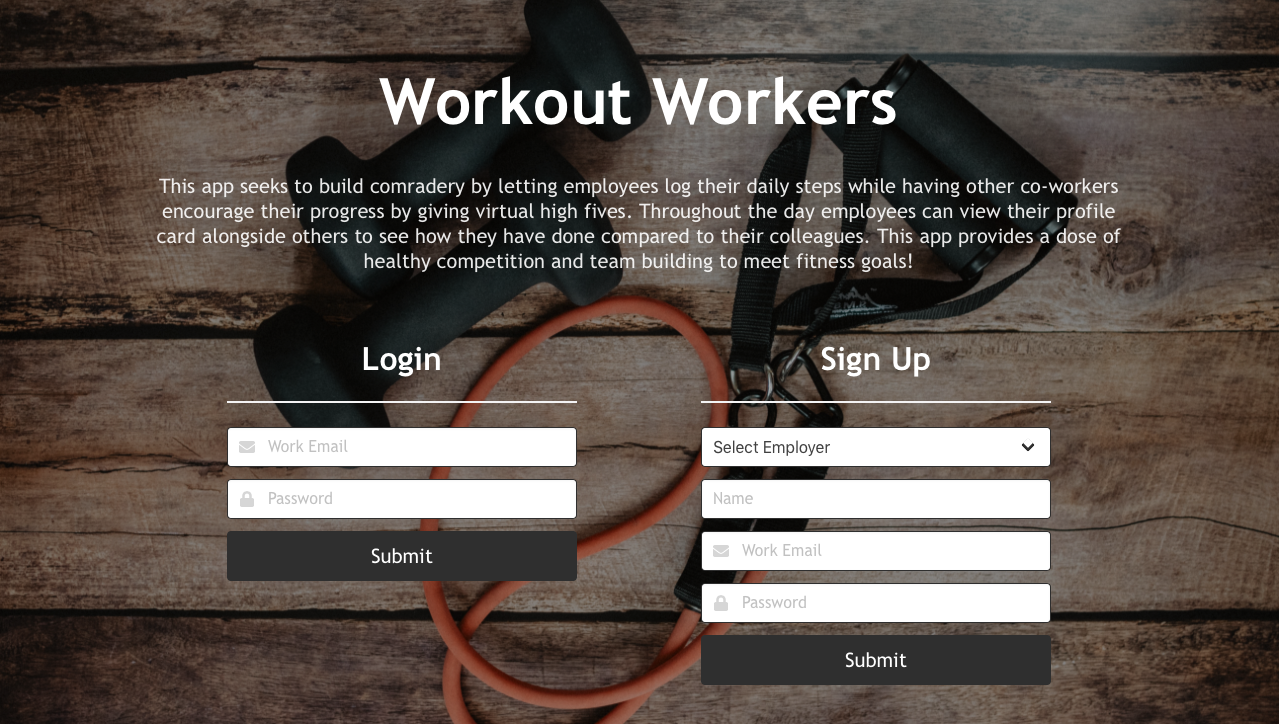 Workout Workers
This app seeks to build comradery by letting employees log their daily steps while having other co-workers
encourage their progress by giving virtual high fives. Throughout the day employees can view their profile
card alongside others to see how they have done compared to their colleagues. This app provides a dose of
healthy competition and team building to meet fitness goals!
Login
Work Email
Password
Submit
Sign Up
Select Employer
Name
Work Email
Password
Submit